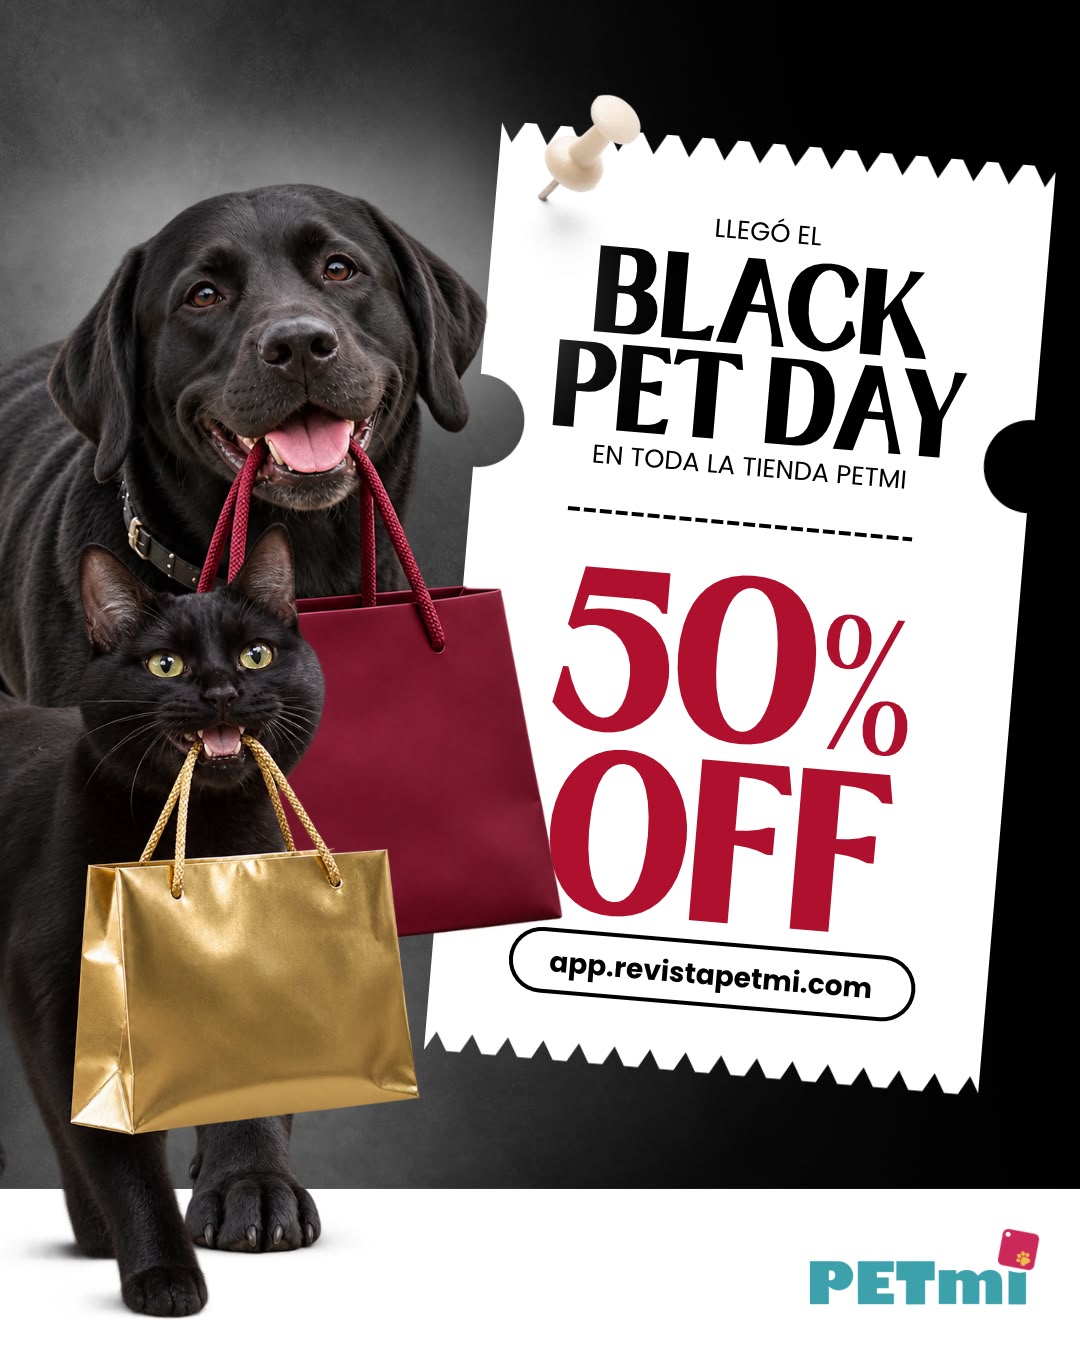 LLEGÓ EL
BLACK
PET DAY
EN TODA LA TIENDA PETMI
50%
OFF
app.revistapetmi.com
PETmi